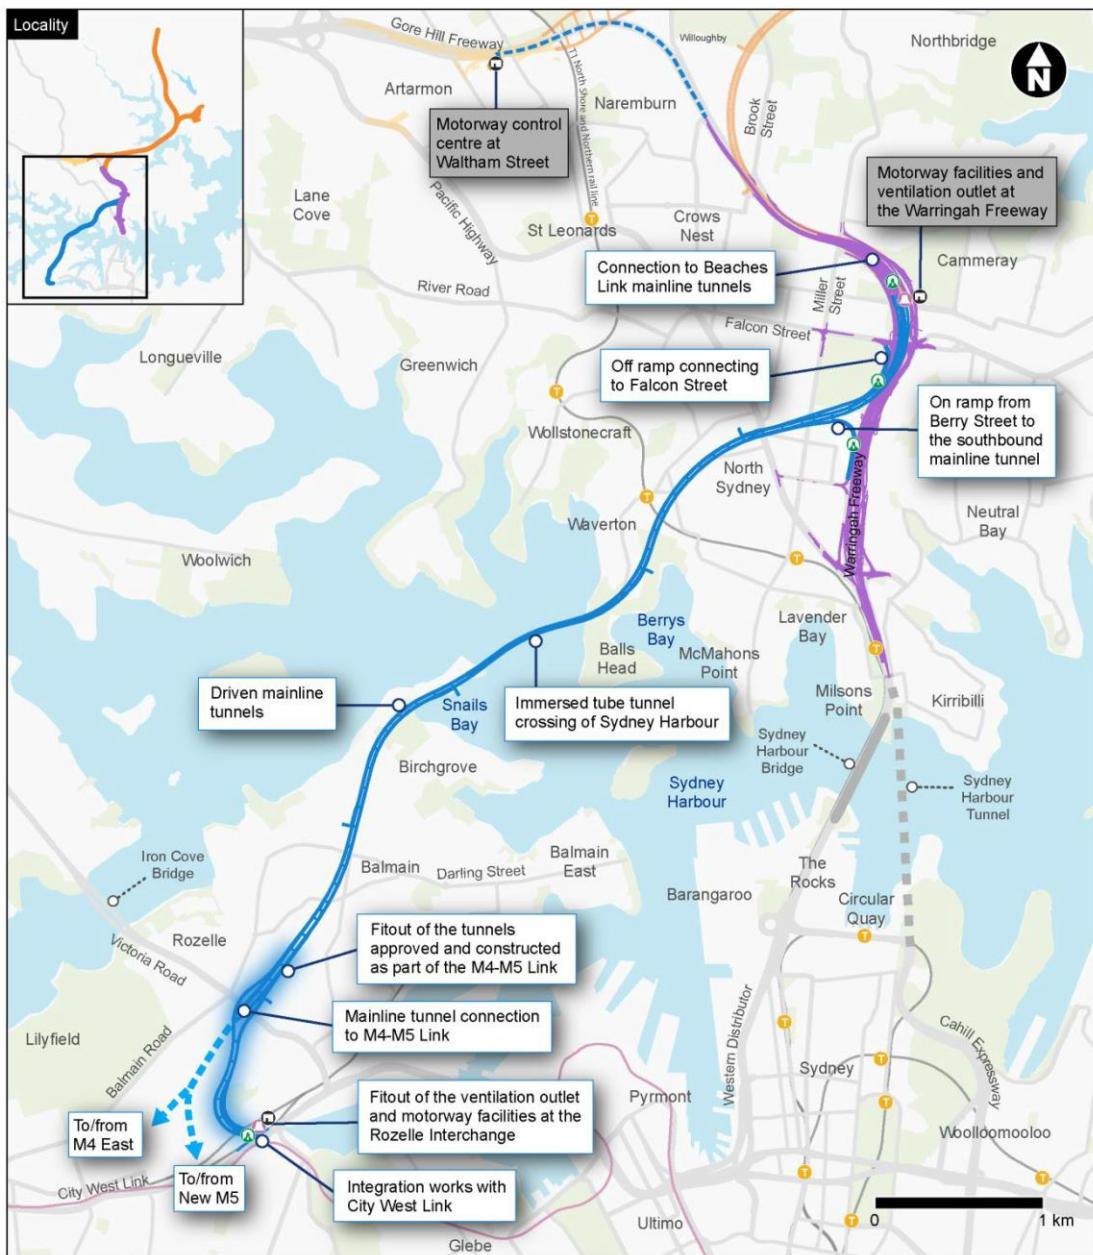 Locality
Gore Hill Freeway
Willoughby
Northbridge
N
Artarmon
T1 North Shore and Northern rail line
Naremburn
Brook
Street
Motorway control
centre at
Waltham Street
Motorway facilities and
ventilation outlet at
the Warringah Freeway
Lane
Cove
Pacific Highway
T
St Leonards
Crows
Nest
Cammeray
Connection to Beaches
Link mainline tunnels
River Road
Miller
Street
Falcon Street
Longueville
Greenwich
Off ramp connecting
to Falcon Street
T
Wollstonecraft
On ramp from
Berry Street to
the southbound
mainline tunnel
North
Sydney
T
Waverton
Warringah Freeway
Neutral
Bay
Woolwich
T
Berrys
Bay
Lavender
Bay
Balls
Head
McMahons
Point
T
Driven mainline
tunnels
Snails
Bay
Immersed tube tunnel
crossing of Sydney Harbour
Milsons
Point
Kirribilli
Sydney
Harbour
Bridge
Birchgrove
Sydney
Harbour
Sydney
Harbour
Tunnel
Iron Cove
Bridge
Balmain
Darling Street
Balmain
East
The
Rocks
Barangaroo
Circular
Quay
T
Victoria Road
Rozelle
Fitout of the tunnels
approved and constructed
as part of the M4-M5 Link
Mainline tunnel connection
to M4-M5 Link
Lilyfield
Balmain Road
Western Distributor
T
Cahill Expressway
T
Sydney
Fitout of the ventilation outlet
and motorway facilities at the
Rozelle Interchange
Pyrmont
T
To/from
M4 East
Woolloomooloo
To/from
New M5
City West Link
Integration works with
City West Link
T
T
Ultimo
T
Glebe
0
1 km